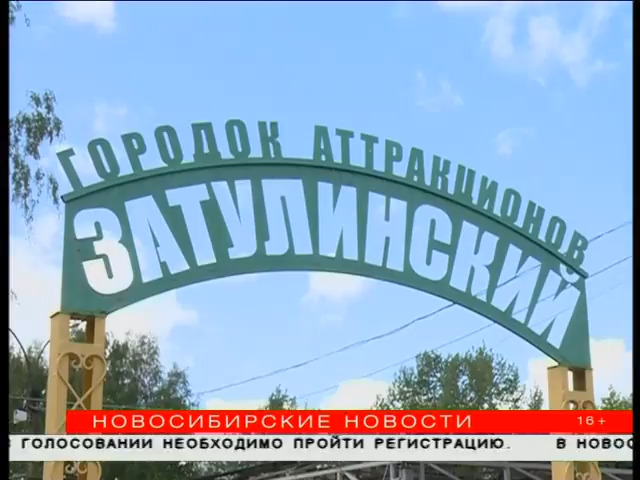 ГОРОДОК АТТРАКЦИОНОВ
ЗАТУЛИНСКИЙ
НОВОСИБИРСКИЕ НОВОСТИ 16+
ГОЛОСОВАНИИ НЕОБХОДИМО ПРОЙТИ РЕГИСТРАЦИЮ. В НОВОС